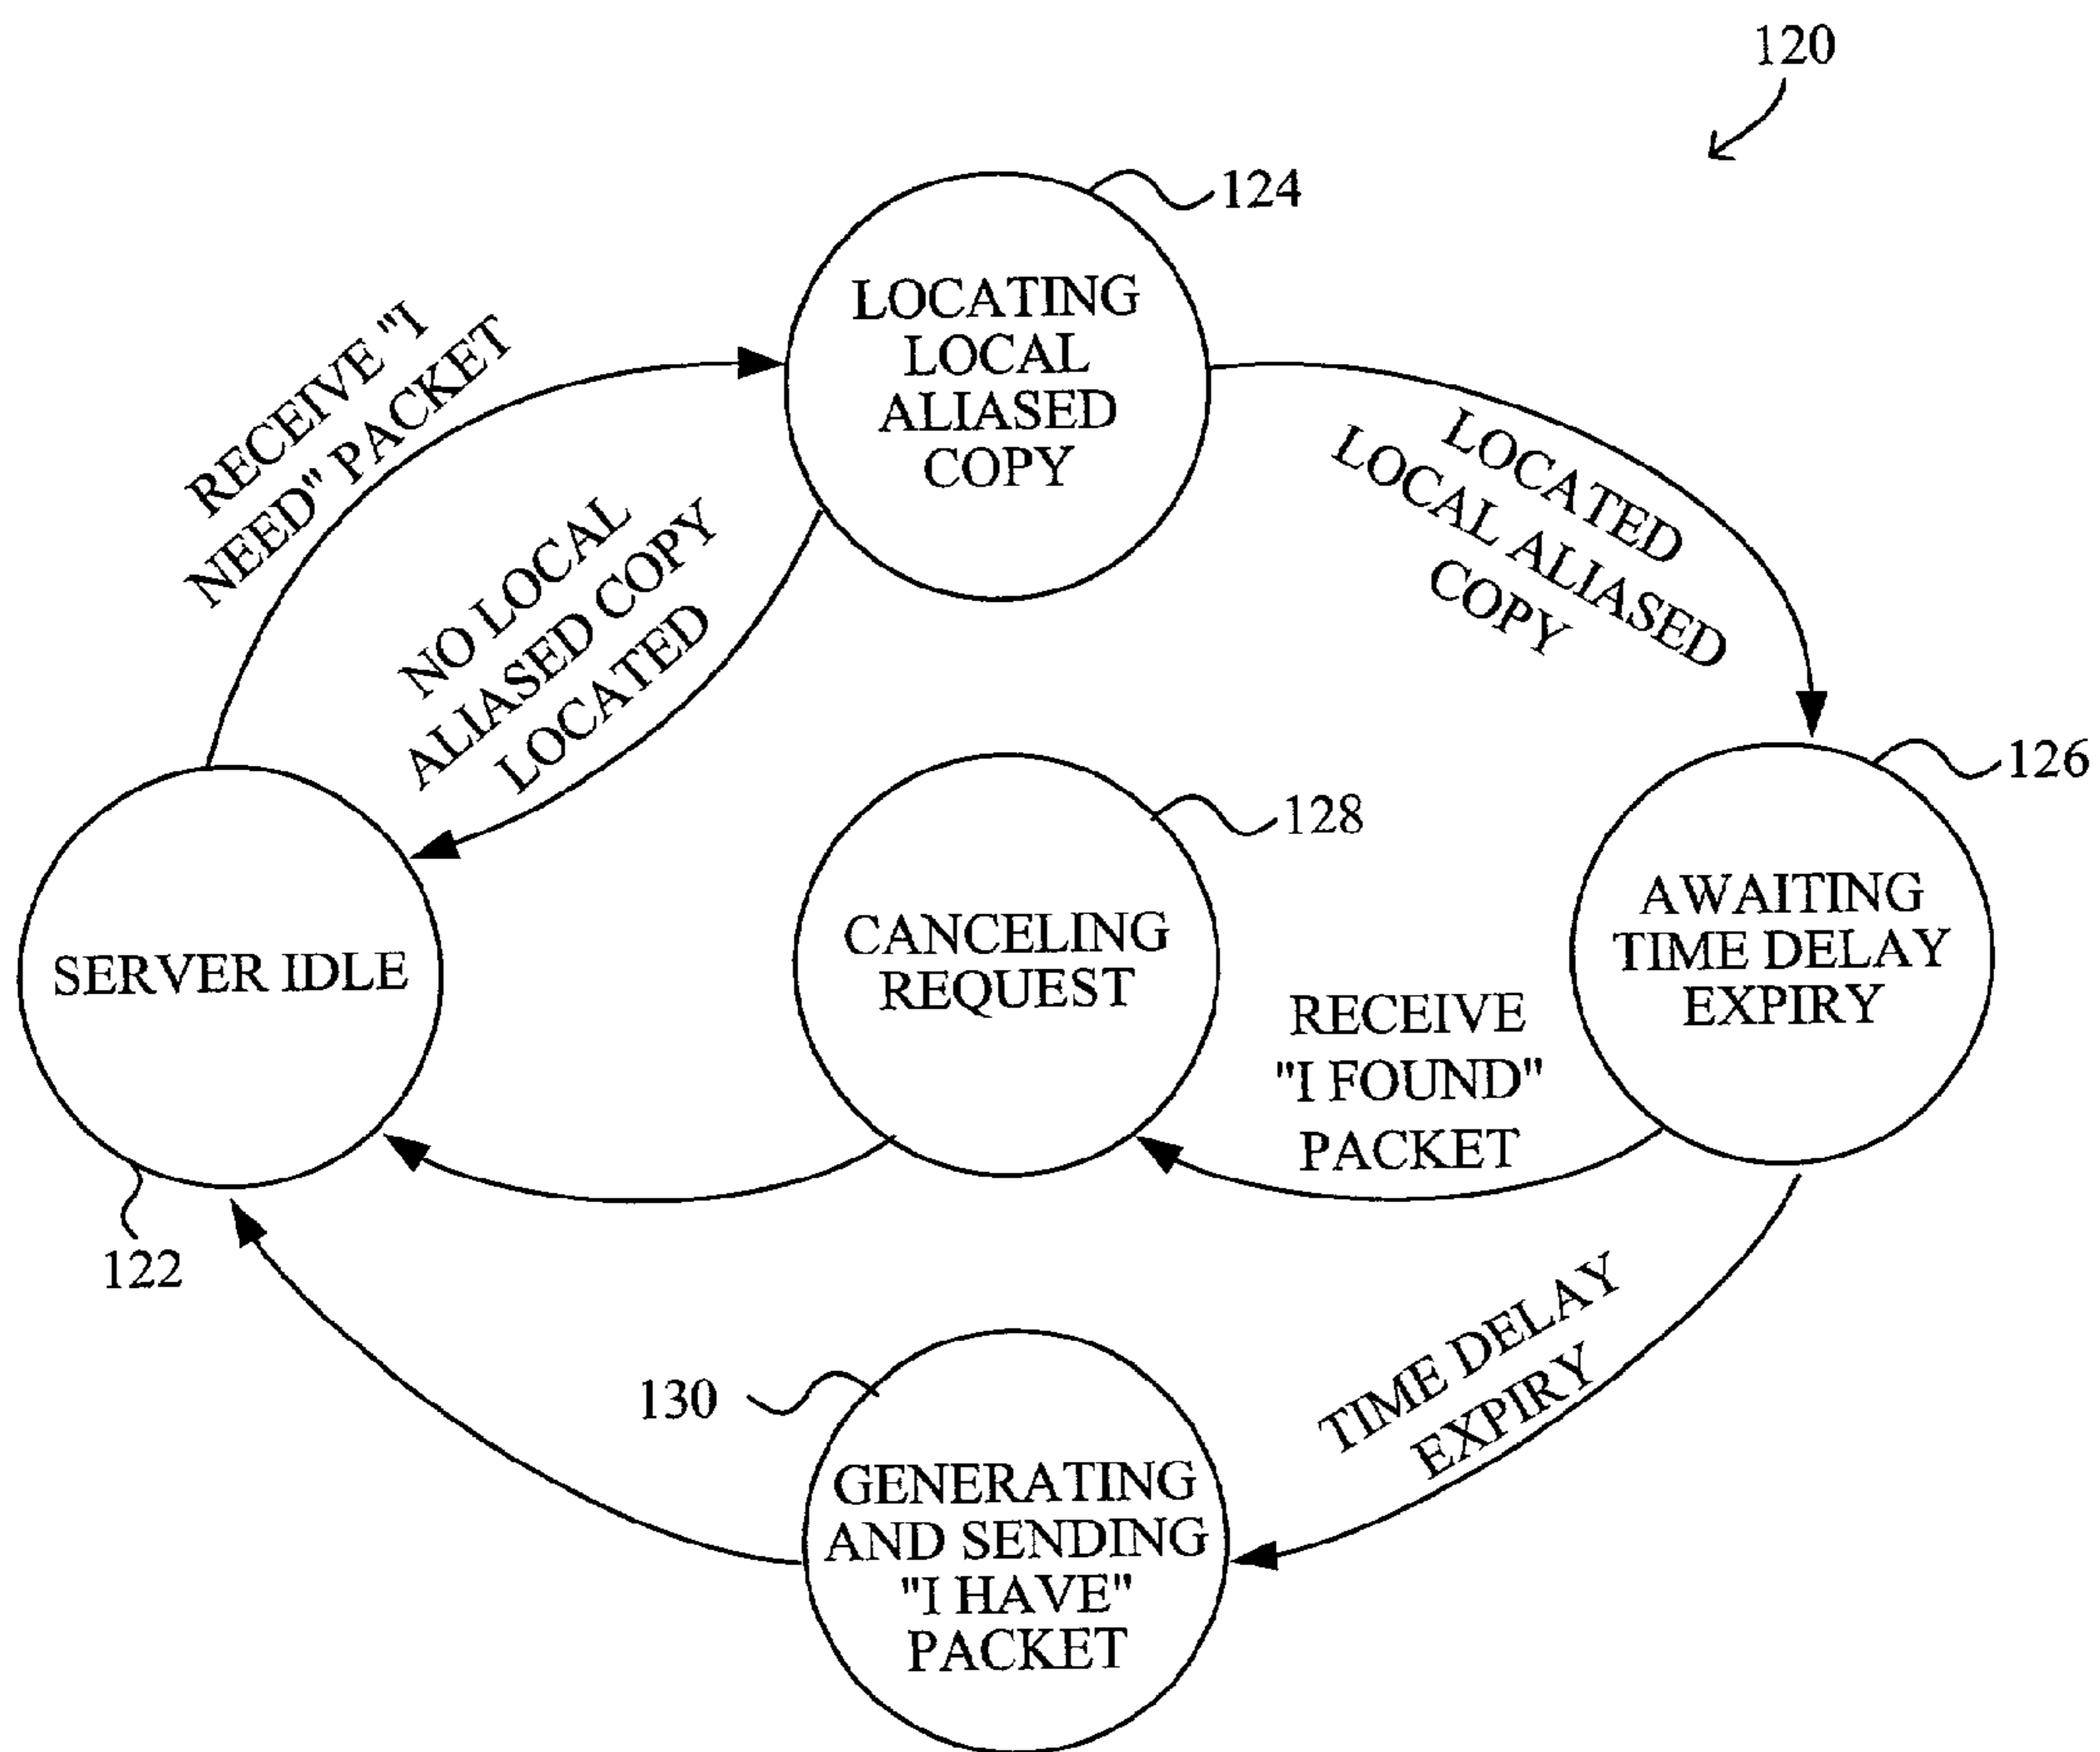 120
124
LOCATING
LOCAL
ALIASED
COPY
RECEIVE "I
NEED" PACKET
NO LOCAL
ALIASED COPY
LOCATED
LOCATED
LOCAL ALIASED
COPY
126
128
SERVER IDLE
CANCELING
REQUEST
AWAITING
TIME DELAY
EXPIRY
RECEIVE
"I FOUND"
PACKET
122
TIME DELAY
EXPIRY
130
GENERATING
AND SENDING
"I HAVE"
PACKET